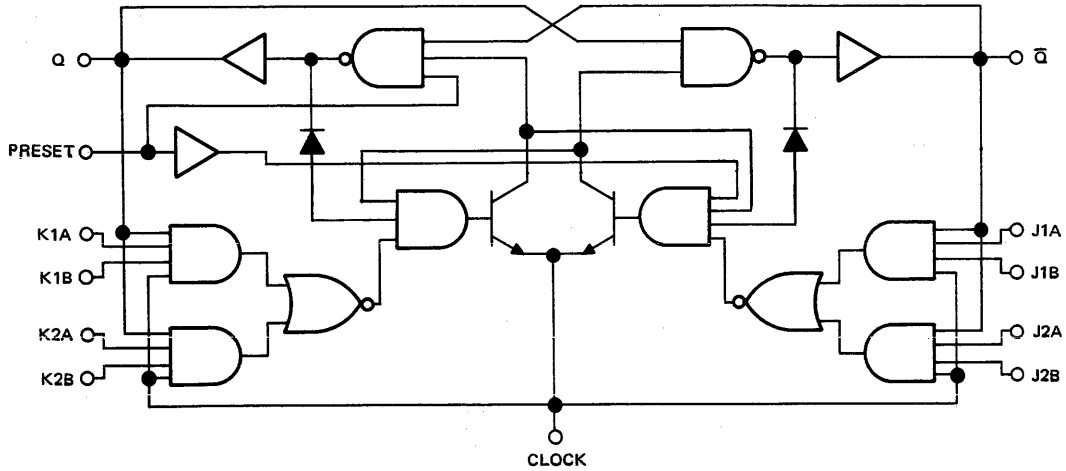 Q
Q̅
PRESET
K1A
K1B
K2A
K2B
J1A
J1B
J2A
J2B
CLOCK